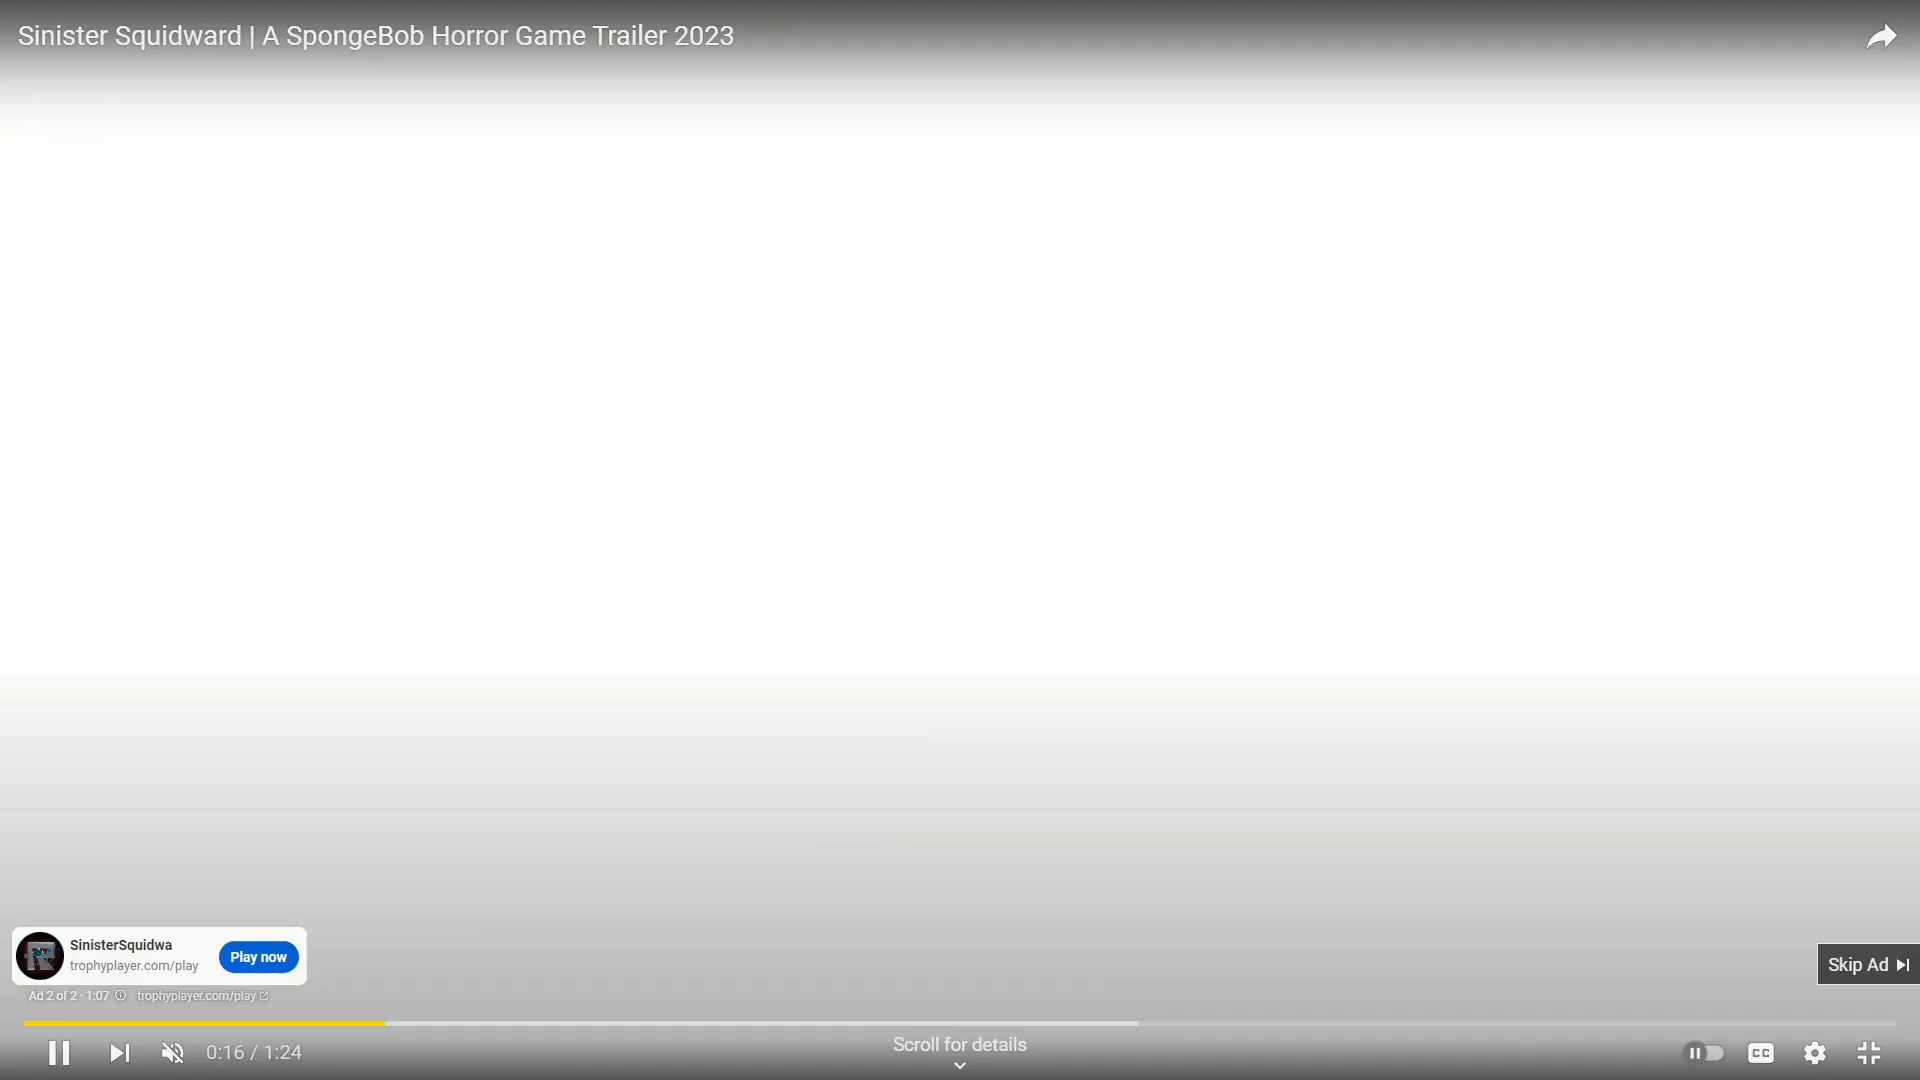 Sinister Squidward | A SpongeBob Horror Game Trailer 2023
SinisterSquidwa
trophyplayer.com/play
Play now
Ad 2 of 2 · 1:07
trophyplayer.com/play
Skip Ad
0:16 / 1:24
Scroll for details
CC